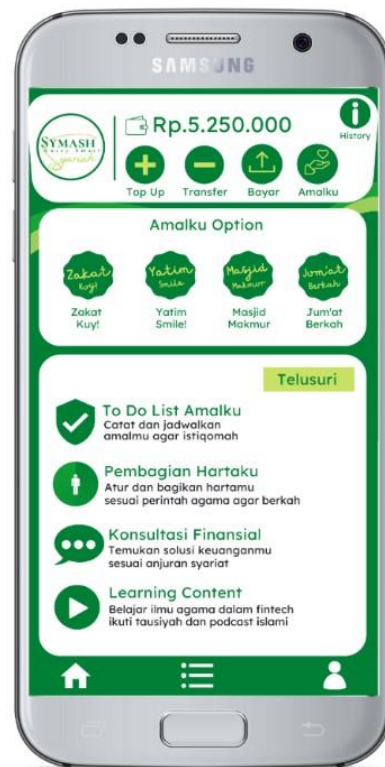 SAMSUNG
SYMASH
syariah
Rp.5.250.000
History
Top Up
Transfer
Bayar
Amalku
Amalku Option
Zakat
Kuy!
Yatim
Smile
Masjid
Makmur
Jum'at
Berkah
Zakat
Kuy!
Yatim
Smile!
Masjid
Makmur
Jum'at
Berkah
Telusuri
To Do List Amalku
Catat dan jadwalkan
amalmu agar istiqomah
Pembagian Hartaku
Atur dan bagikan hartamu
sesuai perintah agama agar berkah
Konsultasi Finansial
Temukan solusi keuanganmu
sesuai anjuran syariat
Learning Content
Belajar ilmu agama dalam fintech
ikuti tausiyah dan podcast islami